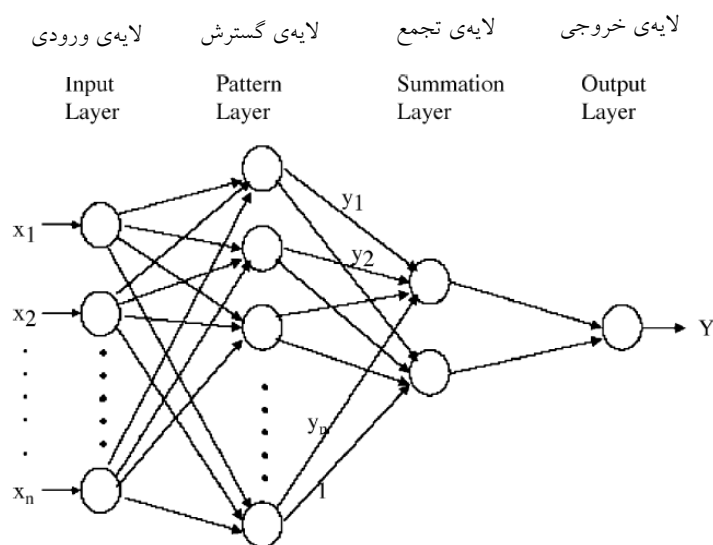 لایه‌ی ورودی
لایه‌ی گسترش
لایه‌ی تجمع
لایه‌ی خروجی
Input
Layer
Pattern
Layer
Summation
Layer
Output
Layer
x1
x2
xn
y1
y2
yn
1
Y